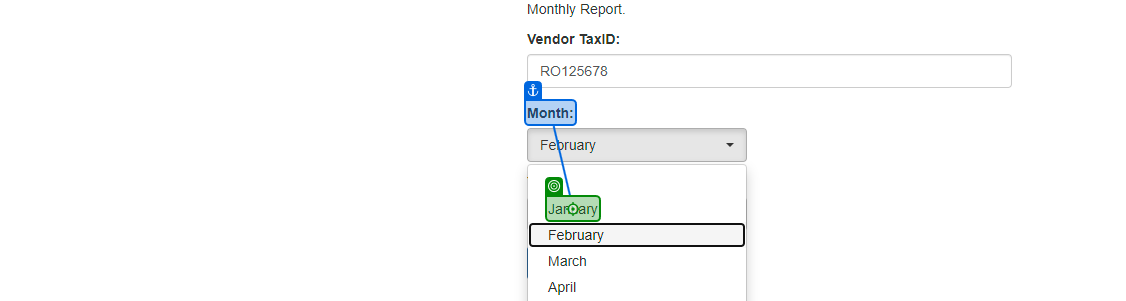 Monthly Report.
Vendor TaxID:
RO125678
Month:
February
January
February
March
April